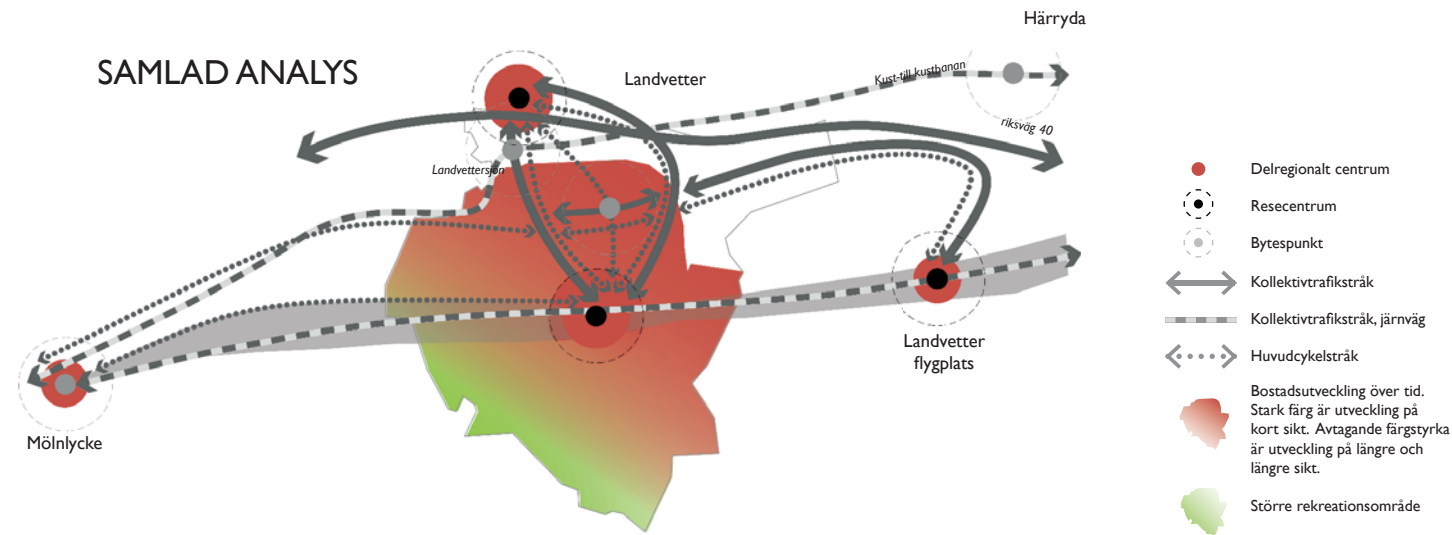 Härryda
SAMLAD ANALYS
Landvetter
Kust-till kustbanan
riksväg 40
Landvettersjön
Landvetter
flygplats
Mölnlycke
Delregionalt centrum
Resecentrum
Bytespunkt
Kollektivtrafikstråk
Kollektivtrafikstråk, järnväg
Huvudcykelstråk
Bostadsutveckling över tid.
Stark färg är utveckling på
kort sikt. Avtagande färgstyrka
är utveckling på längre och
längre sikt.
Större rekreationsområde